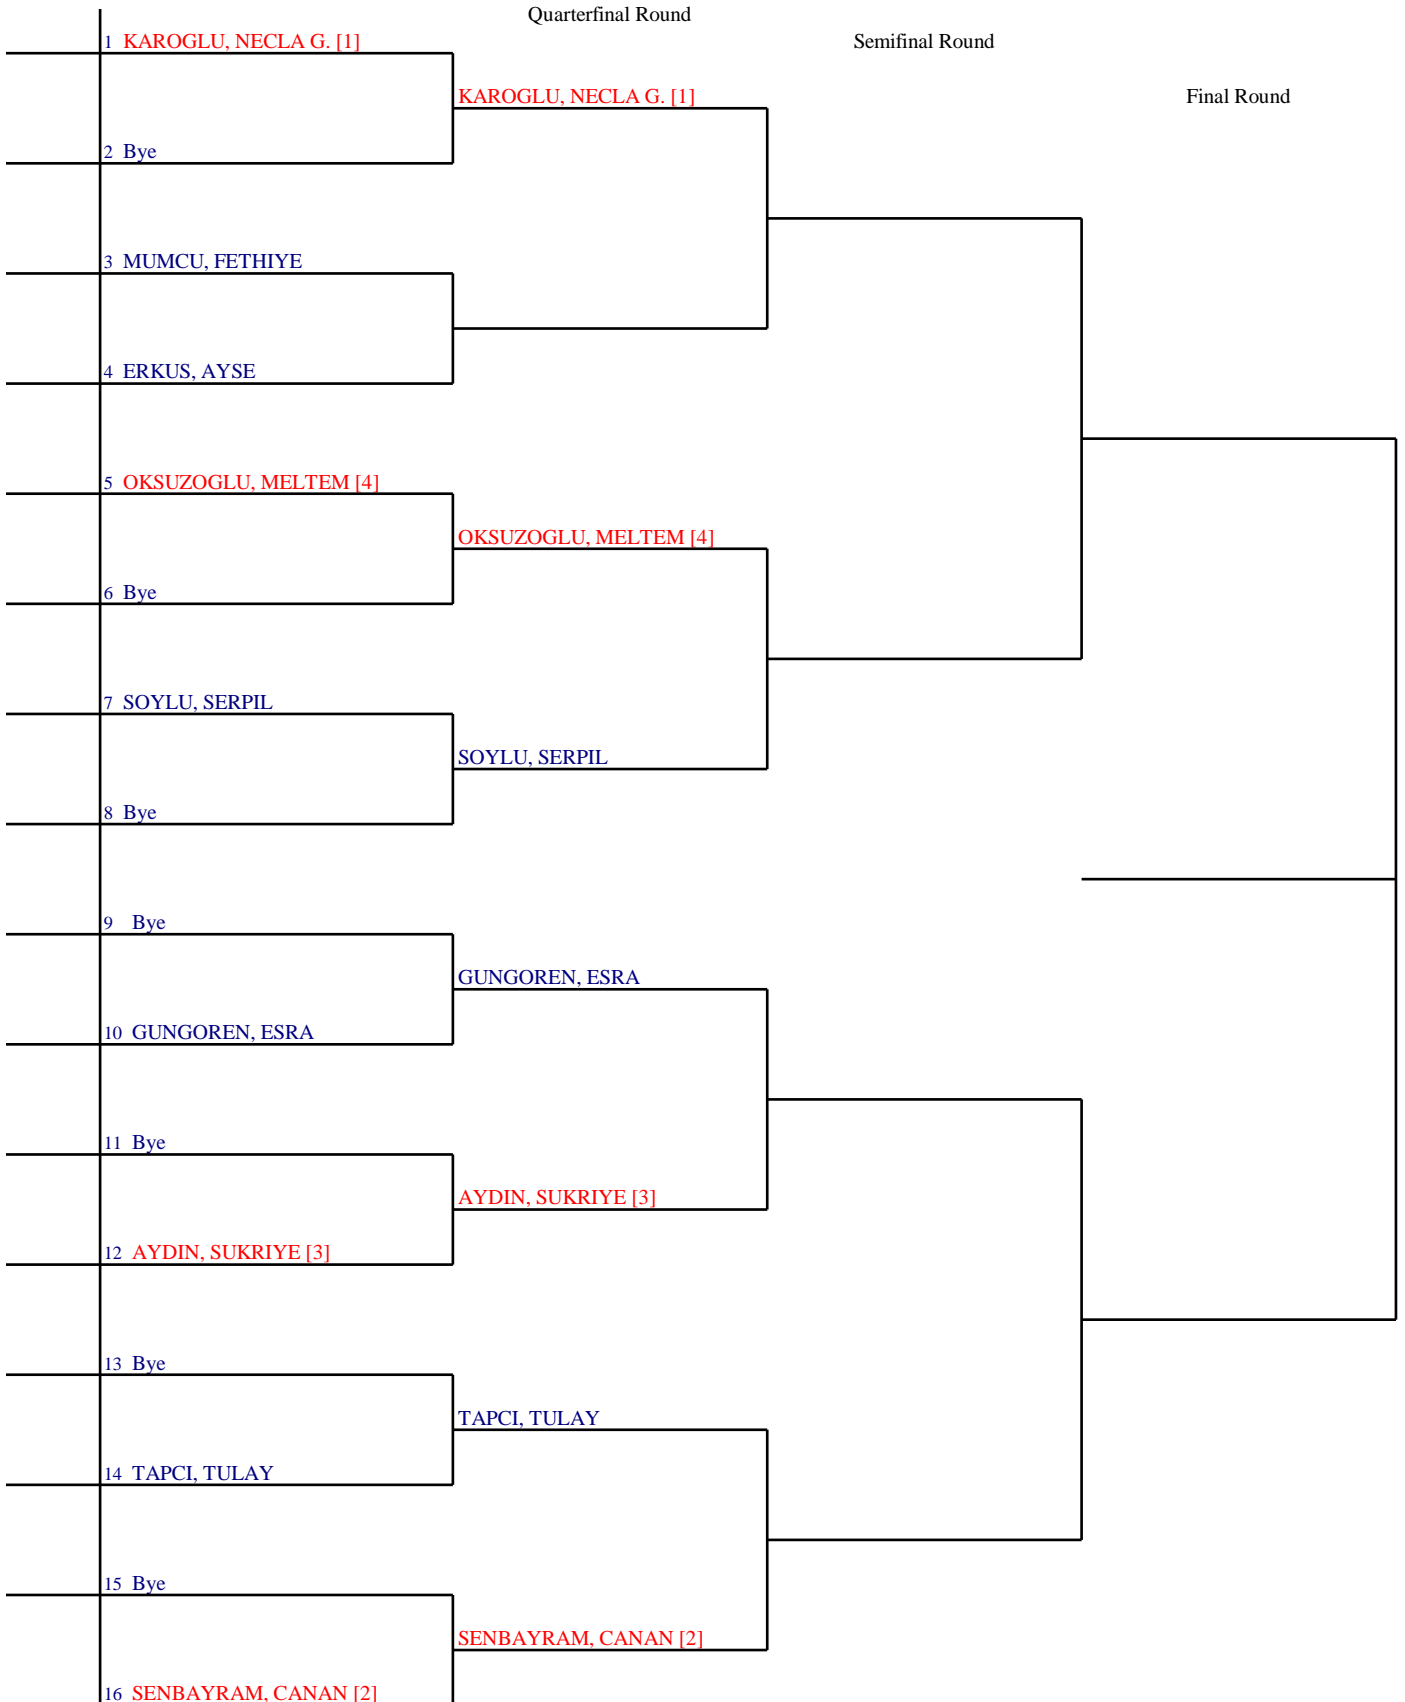 Quarterfinal Round
Semifinal Round
Final Round
1 KAROGLU, NECLA G. [1]
KAROGLU, NECLA G. [1]
2 Bye
3 MUMCU, FETHIYE
4 ERKUS, AYSE
5 OKSUZOGLU, MELTEM [4]
OKSUZOGLU, MELTEM [4]
6 Bye
7 SOYLU, SERPIL
SOYLU, SERPIL
8 Bye
9 Bye
GUNGOREN, ESRA
10 GUNGOREN, ESRA
11 Bye
AYDIN, SUKRIYE [3]
12 AYDIN, SUKRIYE [3]
13 Bye
TAPCI, TULAY
14 TAPCI, TULAY
15 Bye
SENBAYRAM, CANAN [2]
16 SENBAYRAM, CANAN [2]